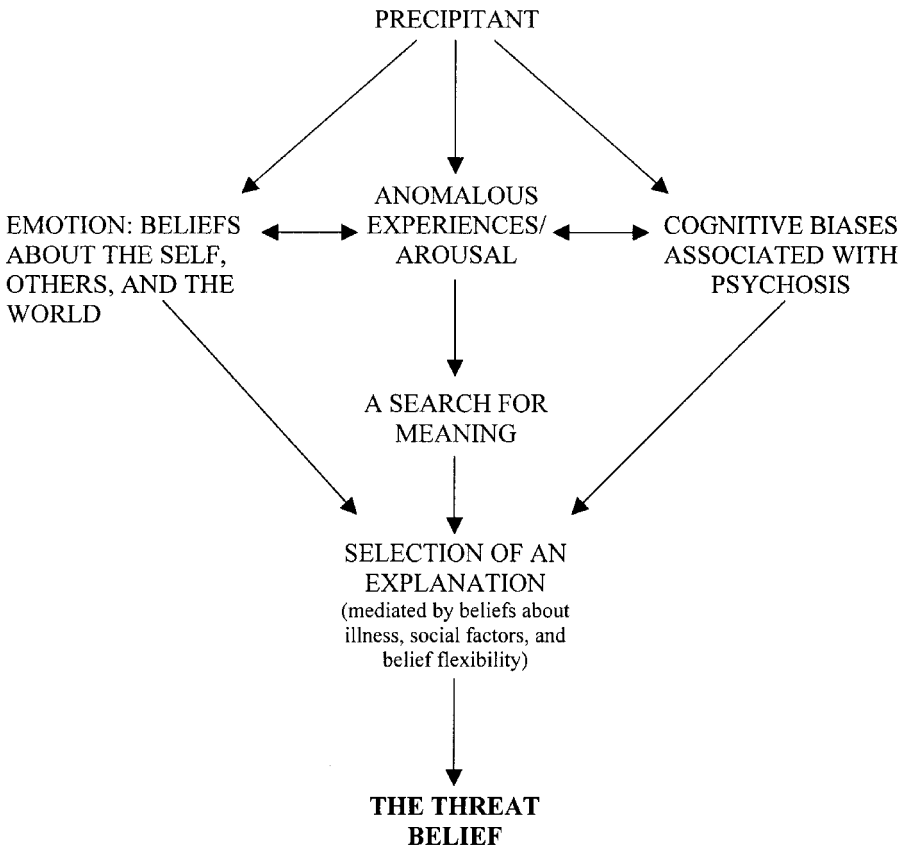 PRECIPITANT
EMOTION: BELIEFS
ABOUT THE SELF,
OTHERS, AND THE
WORLD
ANOMALOUS
EXPERIENCES/
AROUSAL
COGNITIVE BIASES
ASSOCIATED WITH
PSYCHOSIS
A SEARCH FOR
MEANING
SELECTION OF AN
EXPLANATION
(mediated by beliefs about
illness, social factors, and
belief flexibility)
THE THREAT
BELIEF